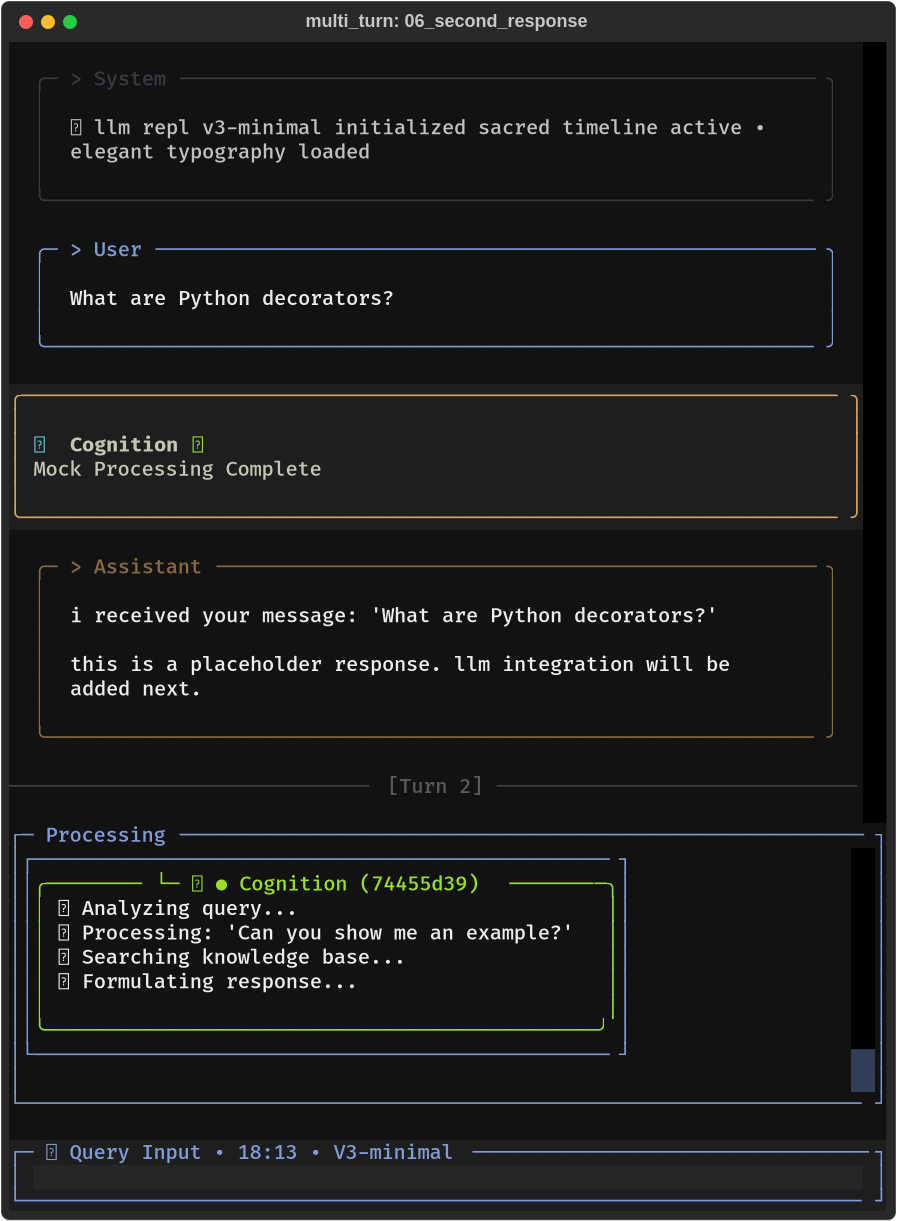 multi_turn: 06_second_response
> System
llm repl v3-minimal initialized sacred timeline active •
elegant typography loaded
> User
What are Python decorators?
Cognition
Mock Processing Complete
> Assistant
i received your message: 'What are Python decorators?'
this is a placeholder response. llm integration will be
added next.
[Turn 2]
Processing
● Cognition (74455d39)
Analyzing query...
Processing: 'Can you show me an example?'
Searching knowledge base...
Formulating response...
Query Input • 18:13 • V3-minimal